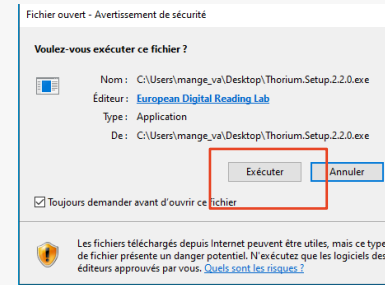 Fichier ouvert - Avertissement de sécurité
Voulez-vous exécuter ce fichier ?
Nom : C:\Users\mange_va\Desktop\Thorium.Setup.2.2.0.exe
Éditeur : European Digital Reading Lab
Type : Application
De : C:\Users\mange_va\Desktop\Thorium.Setup.2.2.0.exe
Exécuter Annuler
Toujours demander avant d'ouvrir ce fichier
Les fichiers téléchargés depuis Internet peuvent être utiles, mais ce type
de fichier présente un danger potentiel. N'exécutez que les logiciels des
éditeurs approuvés par vous. Quels sont les risques ?